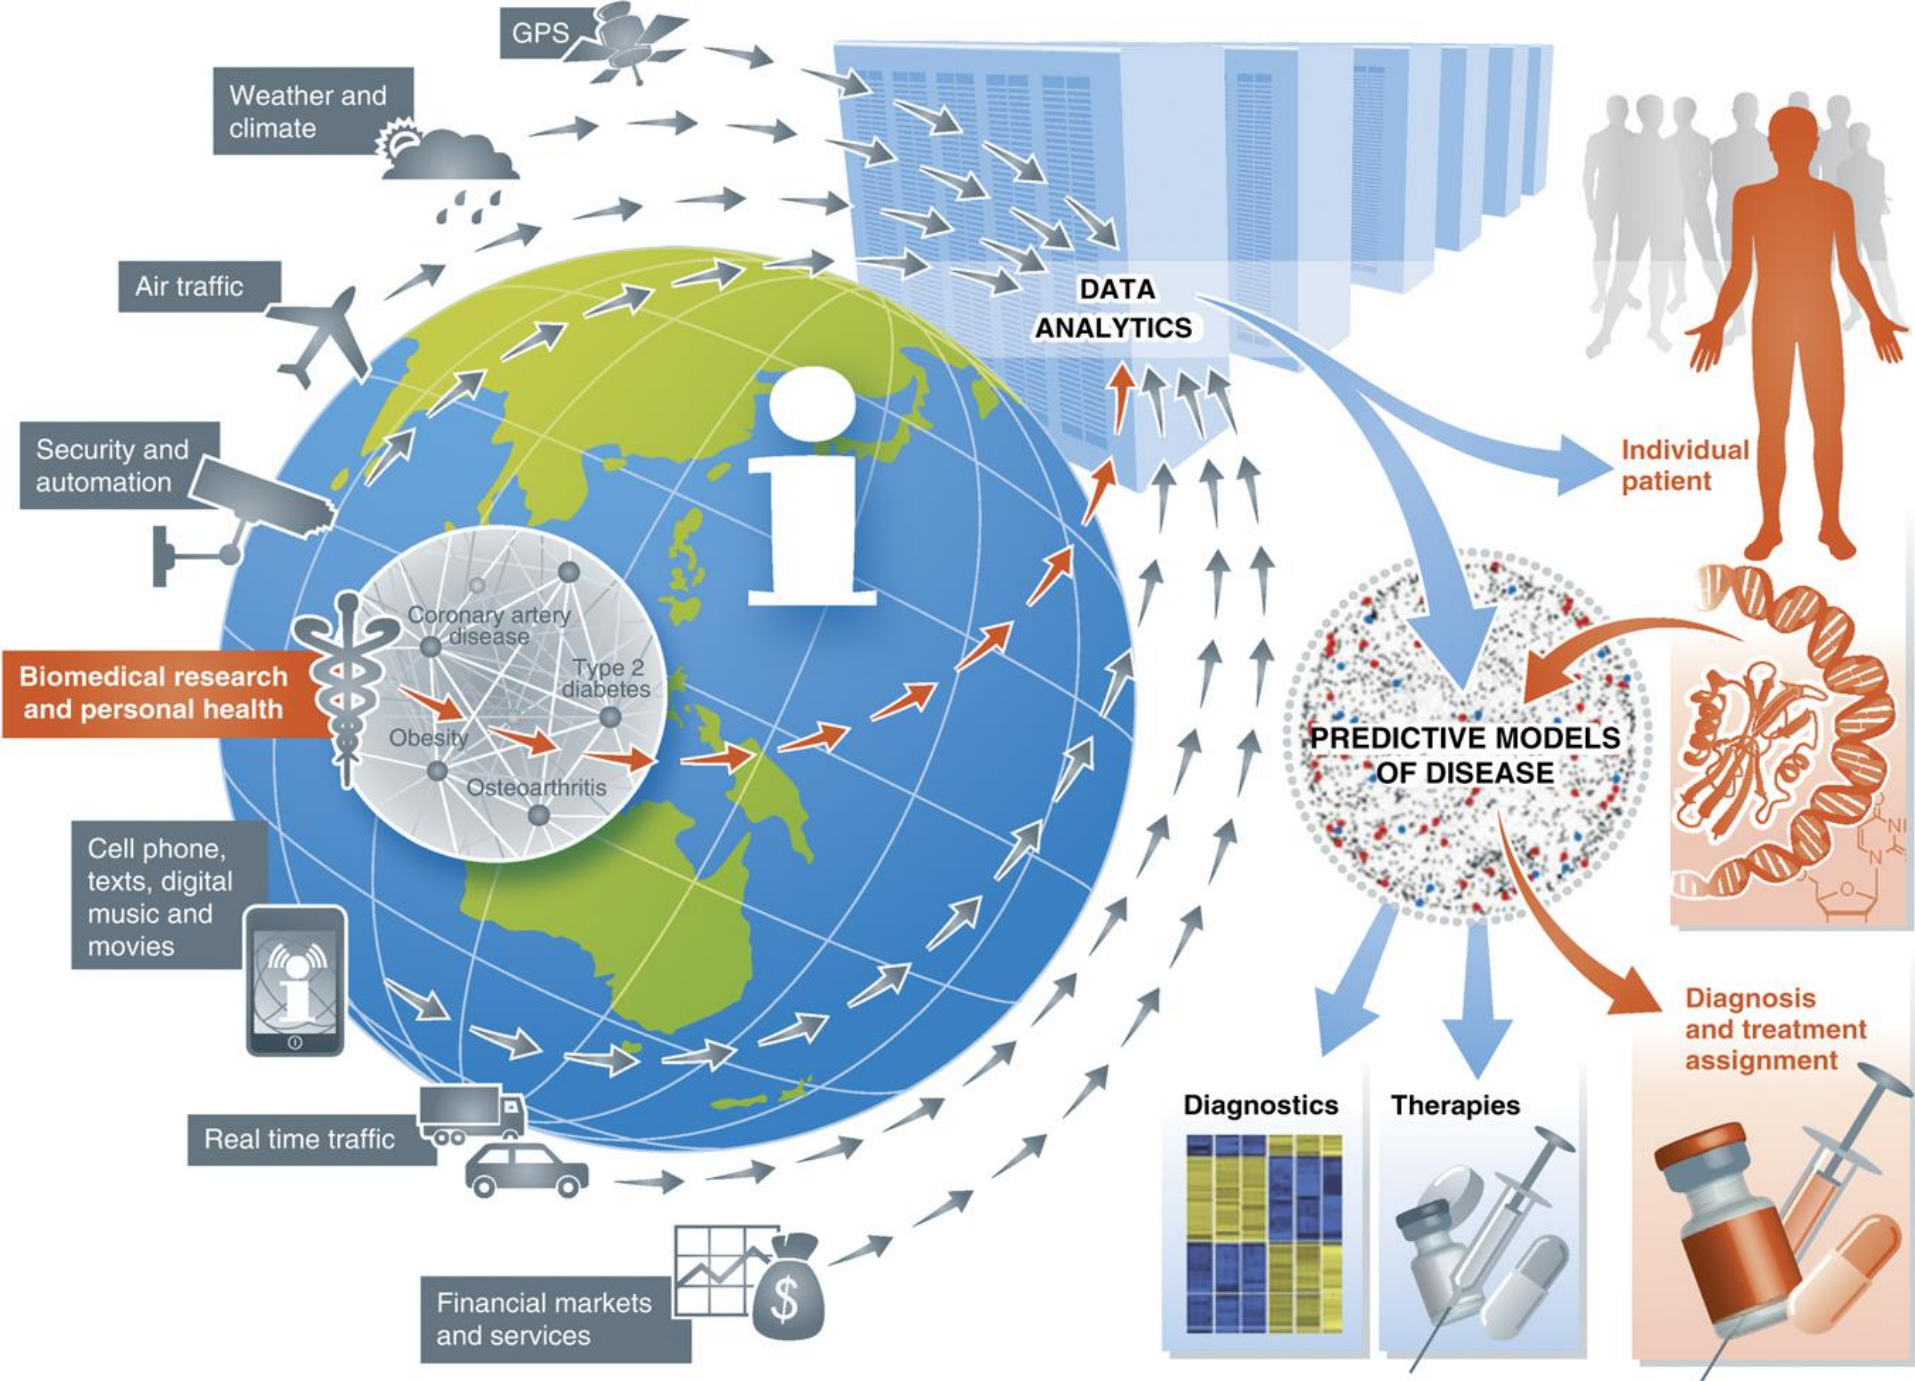 GPS
Weather and
climate
Air traffic
Security and
automation
Biomedical research
and personal health
Coronary artery
disease
Type 2
diabetes
Obesity
Osteoarthritis
Cell phone,
texts, digital
music and
movies
Real time traffic
Financial markets
and services
$
DATA
ANALYTICS
i
Individual
patient
PREDICTIVE MODELS
OF DISEASE
N
O
Diagnosis
and treatment
assignment
Diagnostics
Therapies